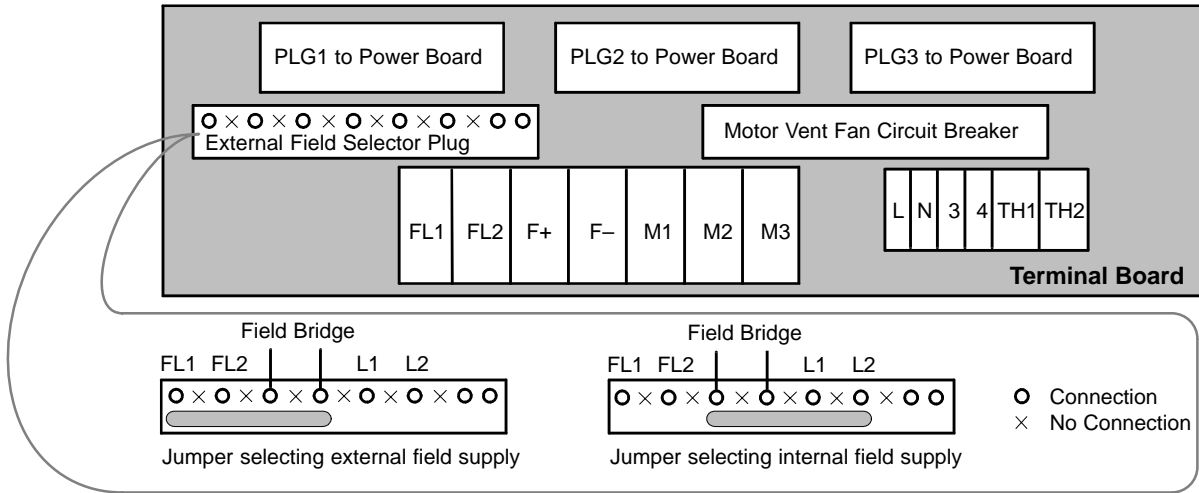 PLG1 to Power Board
PLG2 to Power Board
PLG3 to Power Board
External Field Selector Plug
Motor Vent Fan Circuit Breaker
FL1 FL2 F+ F− M1 M2 M3
L N 3 4 TH1 TH2
Terminal Board
Field Bridge
FL1 FL2 L1 L2
Jumper selecting external field supply
Field Bridge
FL1 FL2 L1 L2
Jumper selecting internal field supply
Connection
No Connection